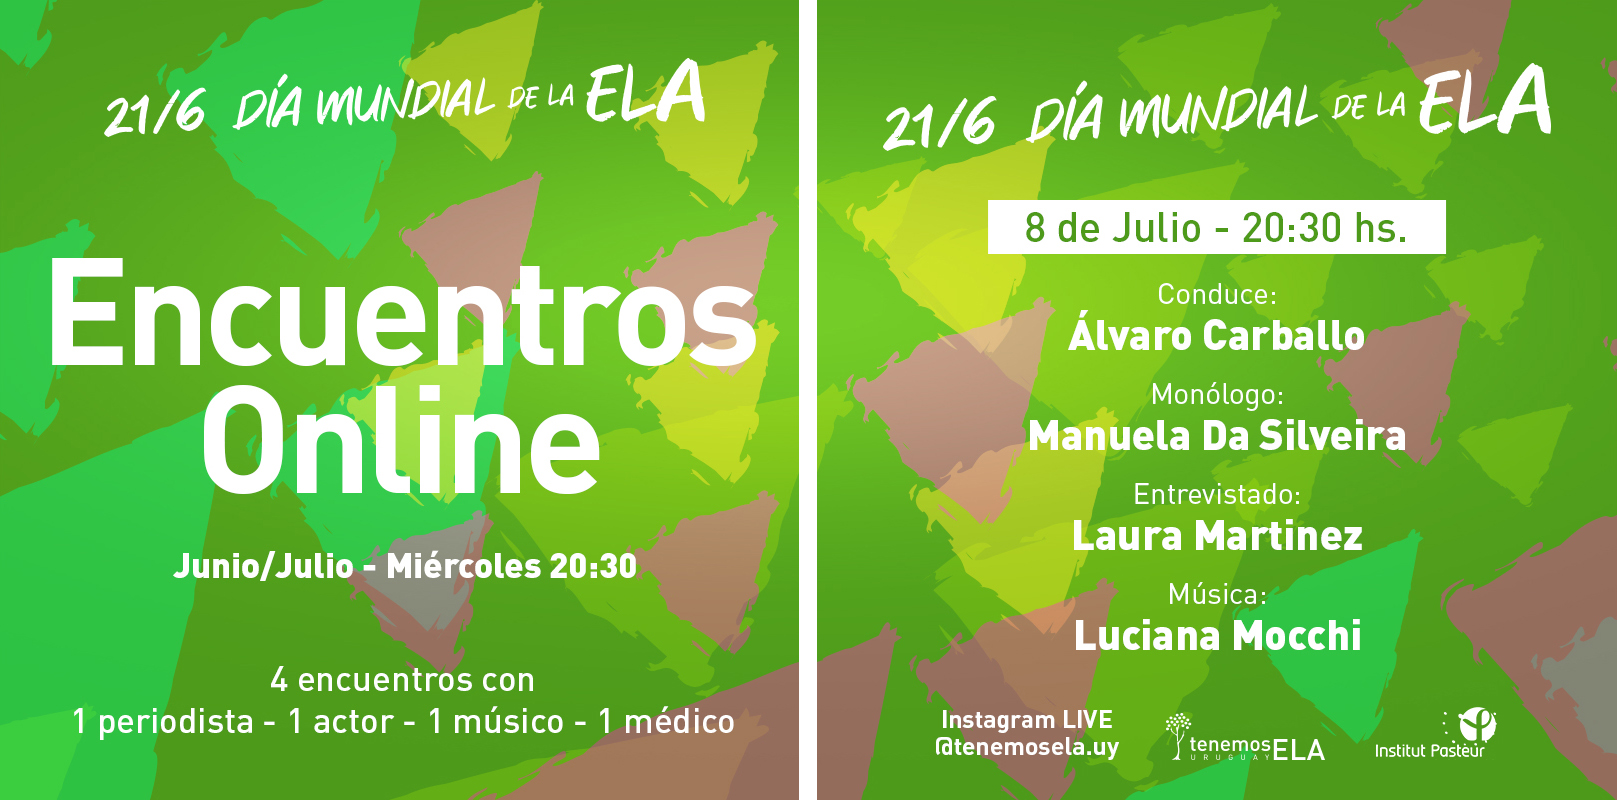 21/6 DÍA MUNDIAL DE LA ELA
Encuentros
Online
Junio/Julio - Miércoles 20:30
4 encuentros con
1 periodista - 1 actor - 1 músico - 1 médico
21/6 DÍA MUNDIAL DE LA ELA
8 de Julio - 20:30 hs.
Conduce:
Álvaro Carballo
Monólogo:
Manuela Da Silveira
Entrevistado:
Laura Martinez
Música:
Luciana Mocchi
Instagram LIVE
@tenemosela.uy
tenemosELA
URUGUAY
Institut Pasteur